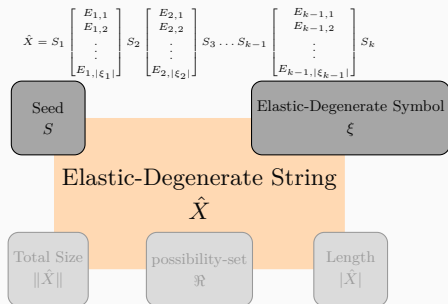 X̂ = S₁ [E₁,₁ E₁,₂ ⋮ E₁,|ξ₁|] S₂ [E₂,₁ E₂,₂ ⋮ E₂,|ξ₂|] S₃ … Sₖ₋₁ [Eₖ₋₁,₁ Eₖ₋₁,₂ ⋮ Eₖ₋₁,|ξₖ₋₁|] Sₖ
Seed
S
Elastic-Degenerate Symbol
ξ
Elastic-Degenerate String
X̂
Total Size
‖X̂‖
possibility-set
ℜ
Length
|X̂|